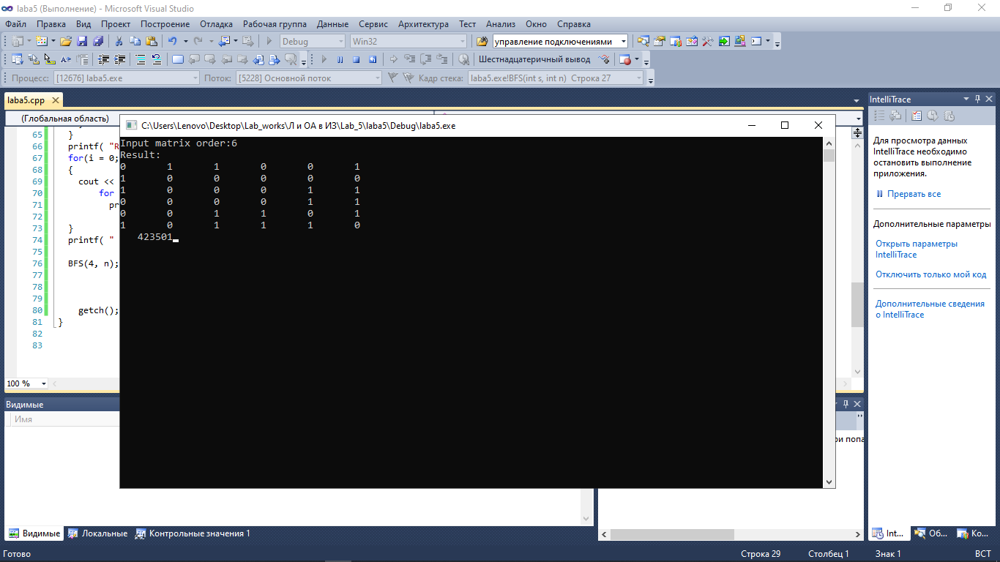 laba5 (Выполнение) - Microsoft Visual Studio
Файл Правка Вид Проект Построение Отладка Рабочая группа Данные Сервис Архитектура Тест Анализ Окно Справка
Debug Win32 управление подключениями
Шестнадцатеричный вывод
Процесс: [12676] laba5.exe Поток: [5228] Основной поток Кадр стека: laba5.exe!BFS(int s, int n) Строка 27
laba5.cpp
(Глобальная область)
65 }
66 printf( "R
67 for(i = 0;
68 {
69 cout <<
70 for
71 pr
72
73 }
74 printf( "
75
76 BFS(4, n);
77
78
79
80 getch();
81 }
82
83
100 %
C:\Users\Lenovo\Desktop\Lab_works\Л и ОА в ИЗ\Lab_5\laba5\Debug\laba5.exe
Input matrix order:6
Result:
0 1 1 0 0 1
1 0 0 0 0 0
1 0 0 0 1 1
0 0 0 0 1 1
0 0 1 1 0 1
1 0 1 1 1 0
423501
IntelliTrace
Для просмотра данных
IntelliTrace необходимо
остановить выполнение
приложения.
Прервать все
Дополнительные параметры
Открыть параметры
IntelliTrace
Отключить только мой код
Дополнительные сведения
о IntelliTrace
Видимые
Имя
ри попа
Видимые Локальные Контрольные значения 1
Int... Об... Ко...
Готово Строка 29 Столбец 1 Знак 1 ВСТ